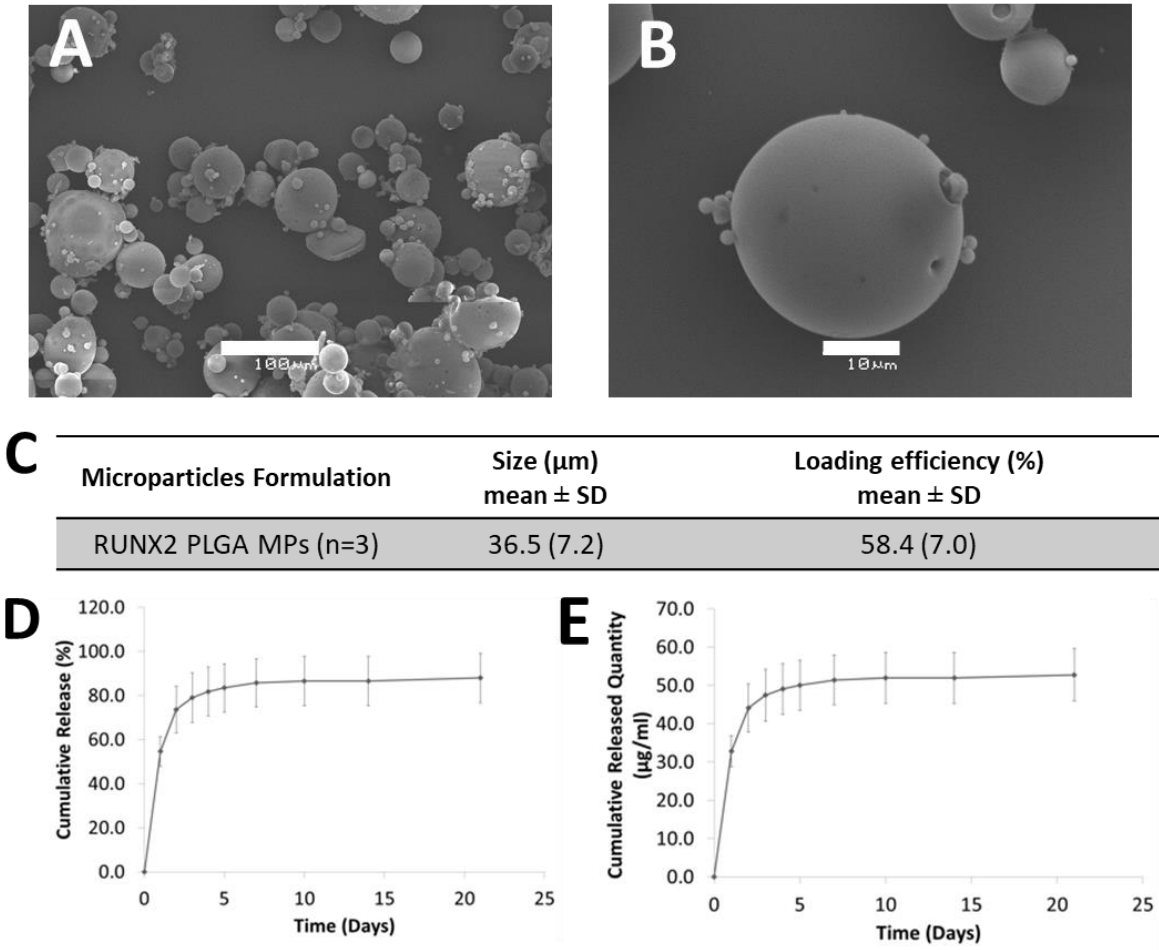 A
B
100μm
10μm
C
Microparticles Formulation
Size (μm)
mean ± SD
Loading efficiency (%)
mean ± SD
RUNX2 PLGA MPs (n=3)
36.5 (7.2)
58.4 (7.0)
D
Cumulative Release (%)
120.0
100.0
80.0
60.0
40.0
20.0
0.0
0
5
10
15
20
25
Time (Days)
E
Cumulative Released Quantity
(μg/ml)
70.0
60.0
50.0
40.0
30.0
20.0
10.0
0.0
0
5
10
15
20
25
Time (Days)